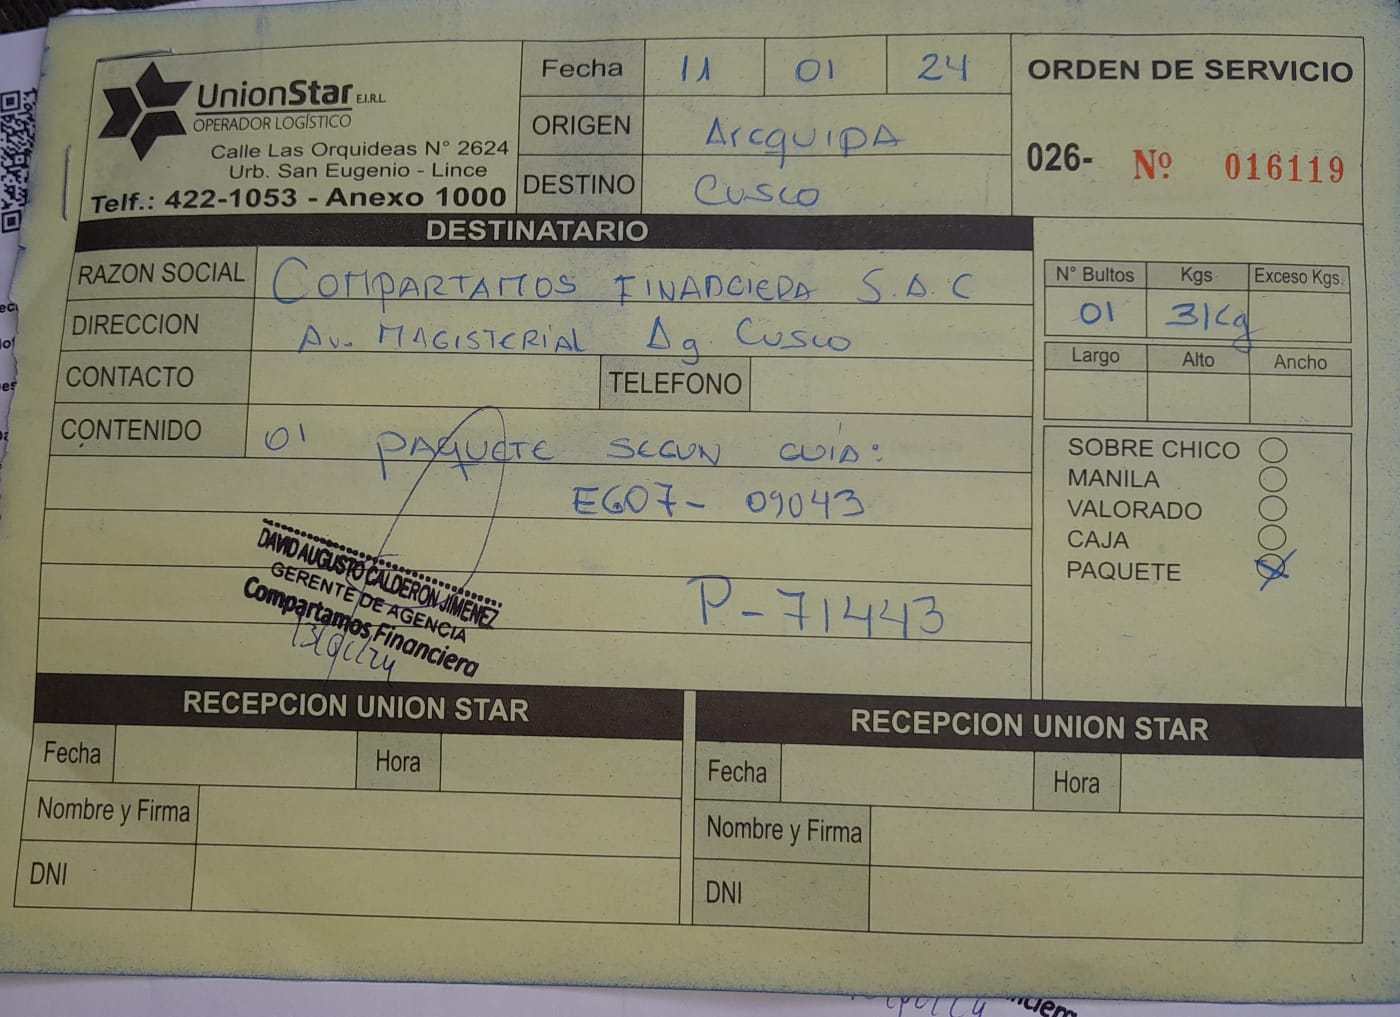 UnionStar E.I.R.L.
OPERADOR LOGÍSTICO
Calle Las Orquideas N° 2624
Urb. San Eugenio - Lince
Telf.: 422-1053 - Anexo 1000
Fecha 11 01 24
ORIGEN Arequipa
DESTINO Cusco
ORDEN DE SERVICIO
026- Nº 016119
DESTINATARIO
RAZON SOCIAL COMPARTAMOS FINANCIERA S.A.C
DIRECCION Av. MAGISTERIAL Ag. Cusco
CONTACTO TELEFONO
CONTENIDO 01 PAQUETE SEGUN GUÍA:
EG07- 09043
P-71443
N° Bultos Kgs Exceso Kgs.
01 31Kg
Largo Alto Ancho
SOBRE CHICO
MANILA
VALORADO
CAJA
PAQUETE
DAVID AUGUSTO CALDERON JIMENEZ
GERENTE DE AGENCIA
Compartamos Financiera
13/01/24
RECEPCION UNION STAR
Fecha Hora
Nombre y Firma
DNI
RECEPCION UNION STAR
Fecha Hora
Nombre y Firma
DNI